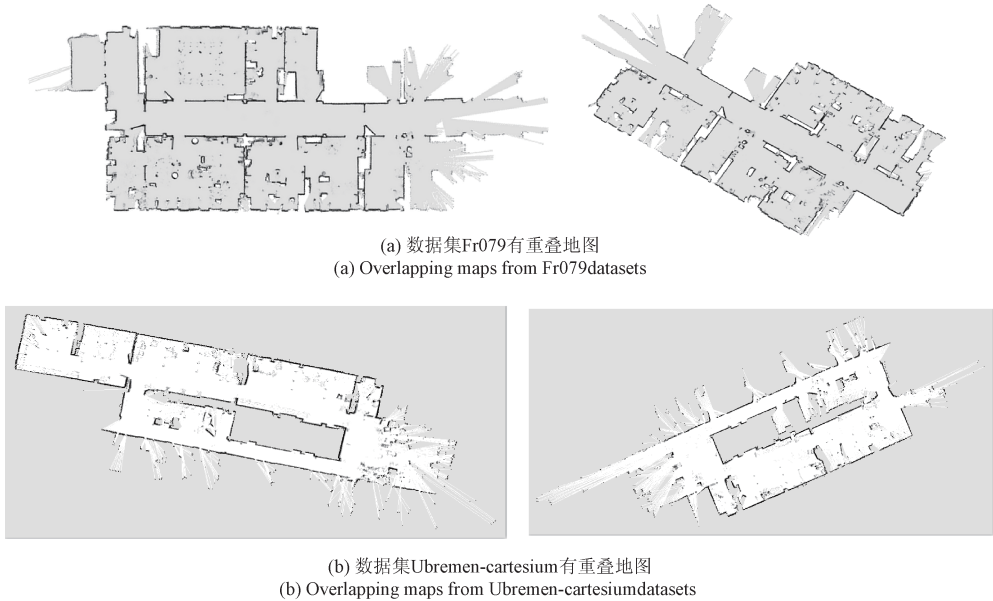 (a) 数据集Fr079有重叠地图
(a) Overlapping maps from Fr079datasets
(b) 数据集Ubremen-cartesium有重叠地图
(b) Overlapping maps from Ubremen-cartesiumdatasets